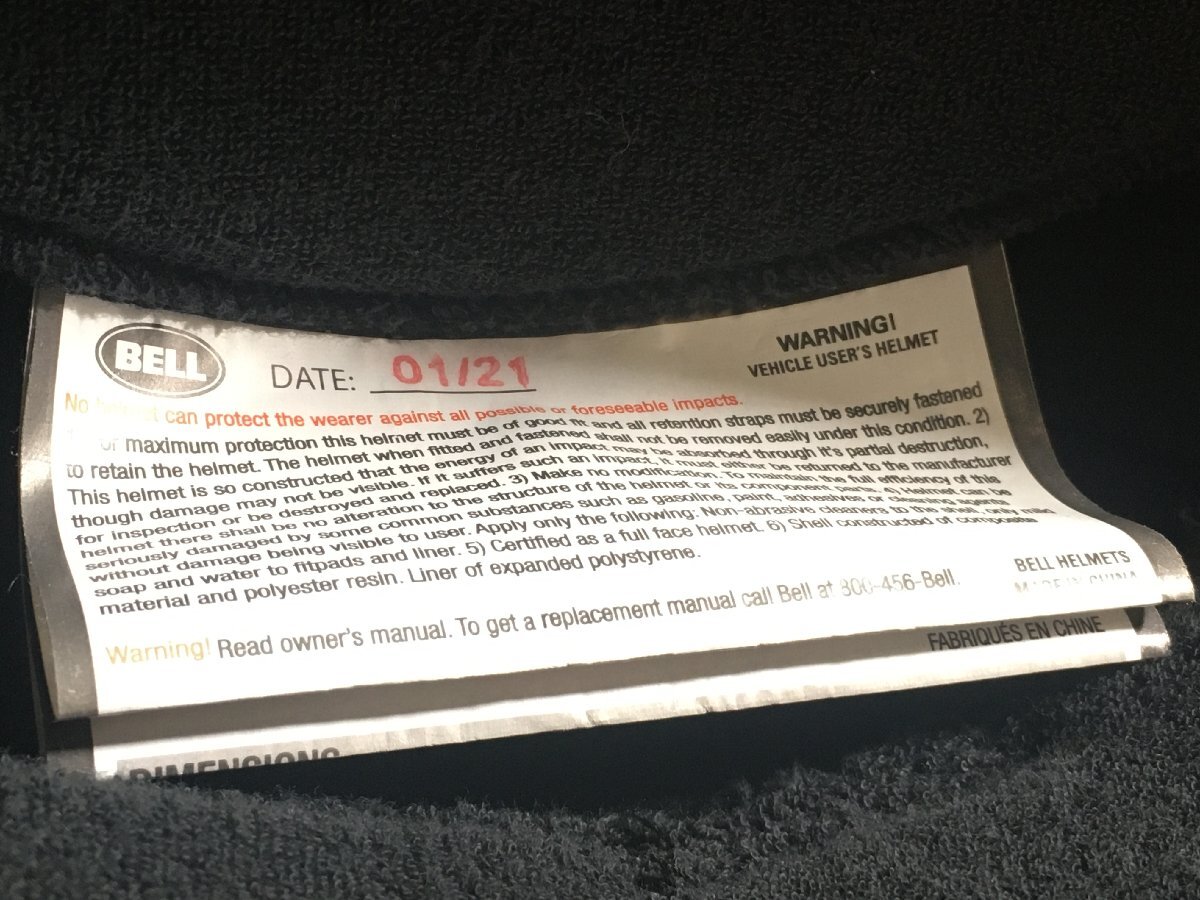 BELL
DATE: 01/21
WARNING!
VEHICLE USER'S HELMET
No helmet can protect the wearer against all possible or foreseeable impacts.
maximum protection this helmet must be of good fit and all retention straps must be securely fastened
to retain the helmet. The helmet when fitted and fastened shall not be removed easily under this condition. 2)
This helmet is so constructed that the energy of an impact may be absorbed through it's partial destruction,
though damage may not be visible. If it suffers such an impact, it must either be returned to the manufacturer
for inspection or be destroyed and replaced. 3) Make no modification. To maintain the full efficiency of this
helmet there shall be no alteration to the structure of the helmet or its component 4) Helmet can be
seriously damaged by some common substances such as gasoline, paint, adhesives or cleaning agents
without damage being visible to user. Apply only the following: Non-abrasive cleaners to the shell, only mild
soap and water to fitpads and liner. 5) Certified as a full face helmet. 6) Shell constructed of composite
material and polyester resin. Liner of expanded polystyrene.
BELL HELMETS
MADE IN CHINA
Warning! Read owner's manual. To get a replacement manual call Bell at 800-456-Bell.
FABRIQUÉS EN CHINE
DIMENSIONS